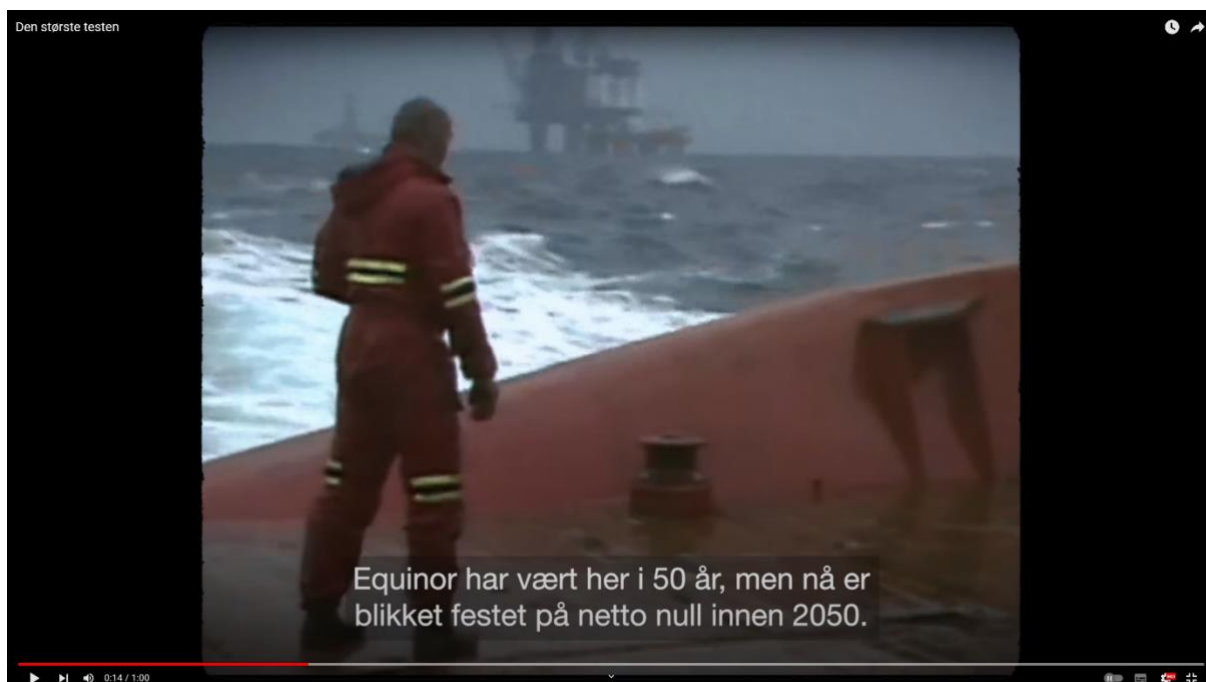 Den største testen
Equinor har vært her i 50 år, men nå er
blikket festet på netto null innen 2050.
0:14 / 1:00